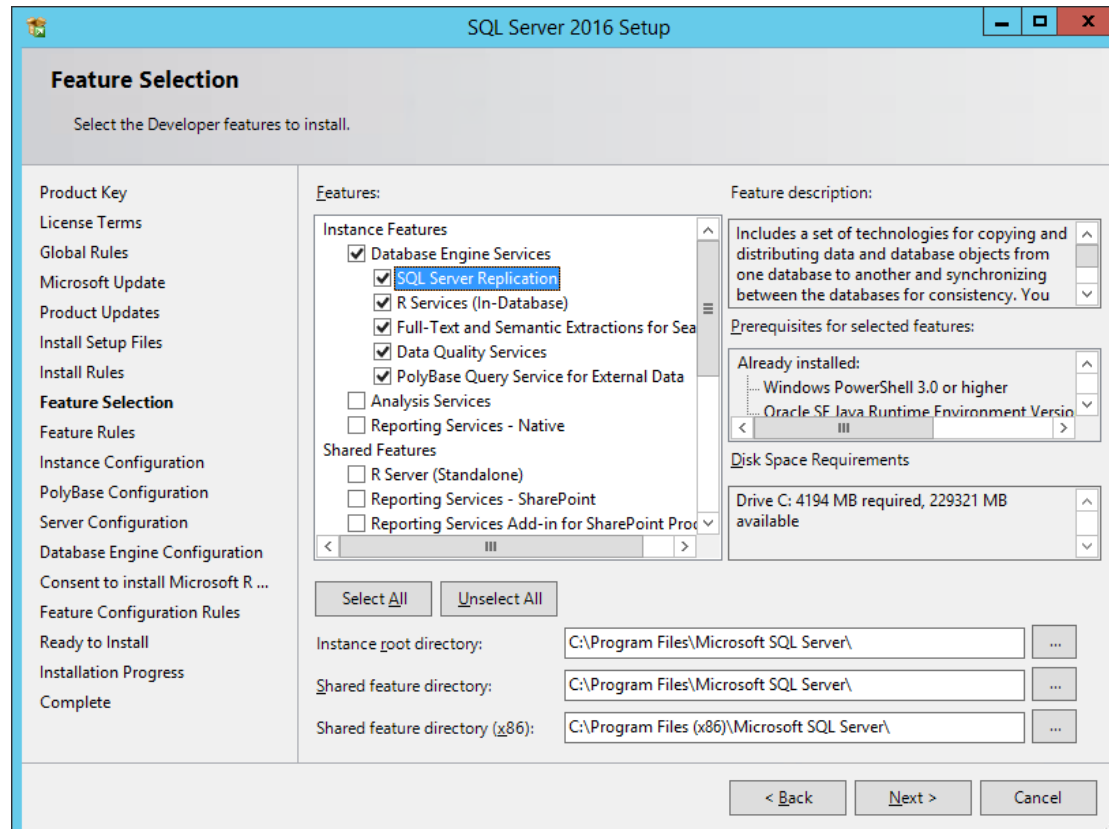 SQL Server 2016 Setup
Feature Selection
Select the Developer features to install.
Product Key
License Terms
Global Rules
Microsoft Update
Product Updates
Install Setup Files
Install Rules
Feature Selection
Feature Rules
Instance Configuration
PolyBase Configuration
Server Configuration
Database Engine Configuration
Consent to install Microsoft R ...
Feature Configuration Rules
Ready to Install
Installation Progress
Complete
Features:
Instance Features
Database Engine Services
SQL Server Replication
R Services (In-Database)
Full-Text and Semantic Extractions for Sea
Data Quality Services
PolyBase Query Service for External Data
Analysis Services
Reporting Services - Native
Shared Features
R Server (Standalone)
Reporting Services - SharePoint
Reporting Services Add-in for SharePoint Proc
Feature description:
Includes a set of technologies for copying and
distributing data and database objects from
one database to another and synchronizing
between the databases for consistency. You
Prerequisites for selected features:
Already installed:
Windows PowerShell 3.0 or higher
Oracle SE Java Runtime Environment Versio
Disk Space Requirements
Drive C: 4194 MB required, 229321 MB
available
Select All
Unselect All
Instance root directory:
C:\Program Files\Microsoft SQL Server\
...
Shared feature directory:
C:\Program Files\Microsoft SQL Server\
...
Shared feature directory (x86):
C:\Program Files (x86)\Microsoft SQL Server\
...
< Back
Next >
Cancel